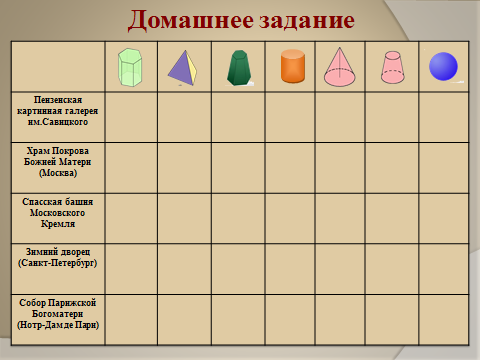 Домашнее задание
Пензенская
картинная галерея
им.Савицкого
Храм Покрова
Божией Матери
(Москва)
Спасская башня
Московского
Кремля
Зимний дворец
(Санкт-Петербург)
Собор Парижской
Богоматери
(Нотр-Дам де Пари)